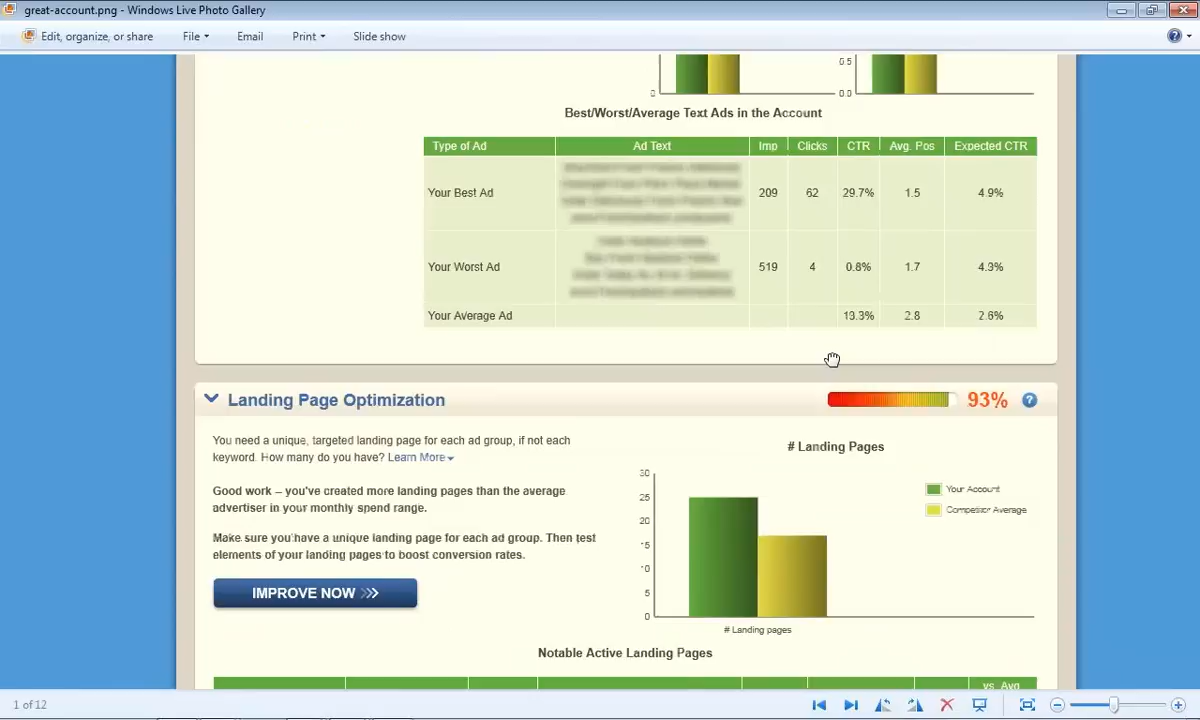 great-account.png - Windows Live Photo Gallery
Edit, organize, or share File Email Print Slide show
0 0.5 0.0
Best/Worst/Average Text Ads in the Account
Type of Ad Ad Text Imp Clicks CTR Avg. Pos Expected CTR
Your Best Ad 209 62 29.7% 1.5 4.9%
Your Worst Ad 519 4 0.8% 1.7 4.3%
Your Average Ad 13.3% 2.8 2.6%
Landing Page Optimization 93% ?
You need a unique, targeted landing page for each ad group, if not each
keyword. How many do you have? Learn More
Good work – you've created more landing pages than the average
advertiser in your monthly spend range.
Make sure you have a unique landing page for each ad group. Then test
elements of your landing pages to boost conversion rates.
IMPROVE NOW >>>
# Landing Pages
30
25
20
15
10
5
0
# Landing pages
Your Account
Competitor Average
Notable Active Landing Pages
vs. Avg
1 of 12